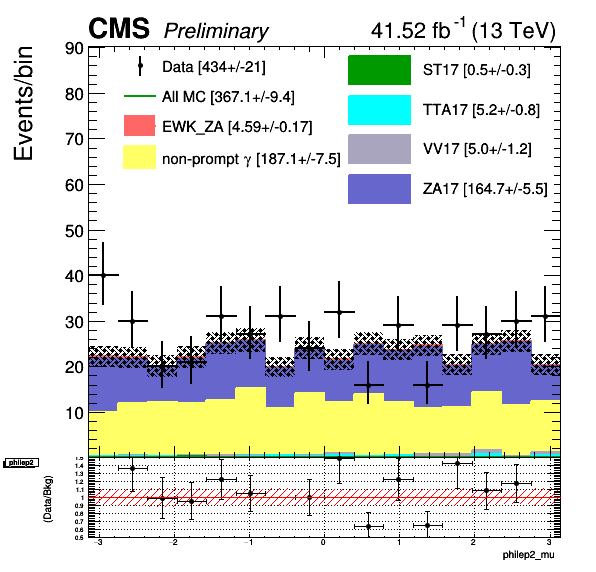 CMS Preliminary 41.52 fb⁻¹ (13 TeV)
Events/bin
90
80
70
60
50
40
30
20
10
Data [434+/-21]
All MC [367.1+/-9.4]
EWK_ZA [4.59+/-0.17]
non-prompt γ [187.1+/-7.5]
ST17 [0.5+/-0.3]
TTA17 [5.2+/-0.8]
VV17 [5.0+/-1.2]
ZA17 [164.7+/-5.5]
philep2
(Data/Bkg)
1.5
1.4
1.3
1.2
1.1
1
0.9
0.8
0.7
0.6
0.5
−3 −2 −1 0 1 2 3
philep2_mu